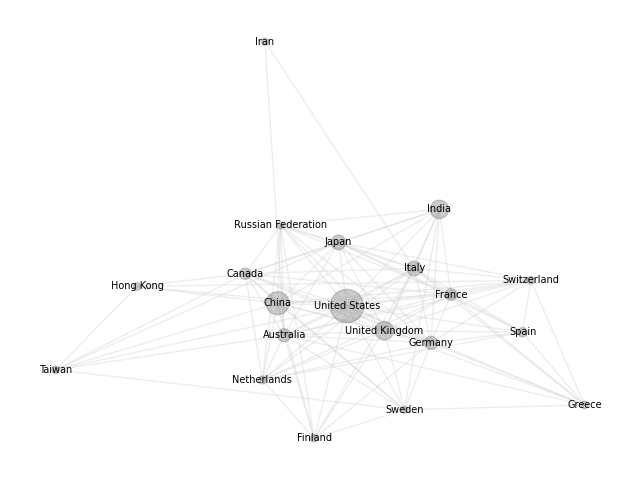 Iran
India
Russian Federation
Japan
Italy
Canada
Switzerland
Hong Kong
France
China
United States
United Kingdom
Spain
Australia
Germany
Taiwan
Netherlands
Greece
Sweden
Finland